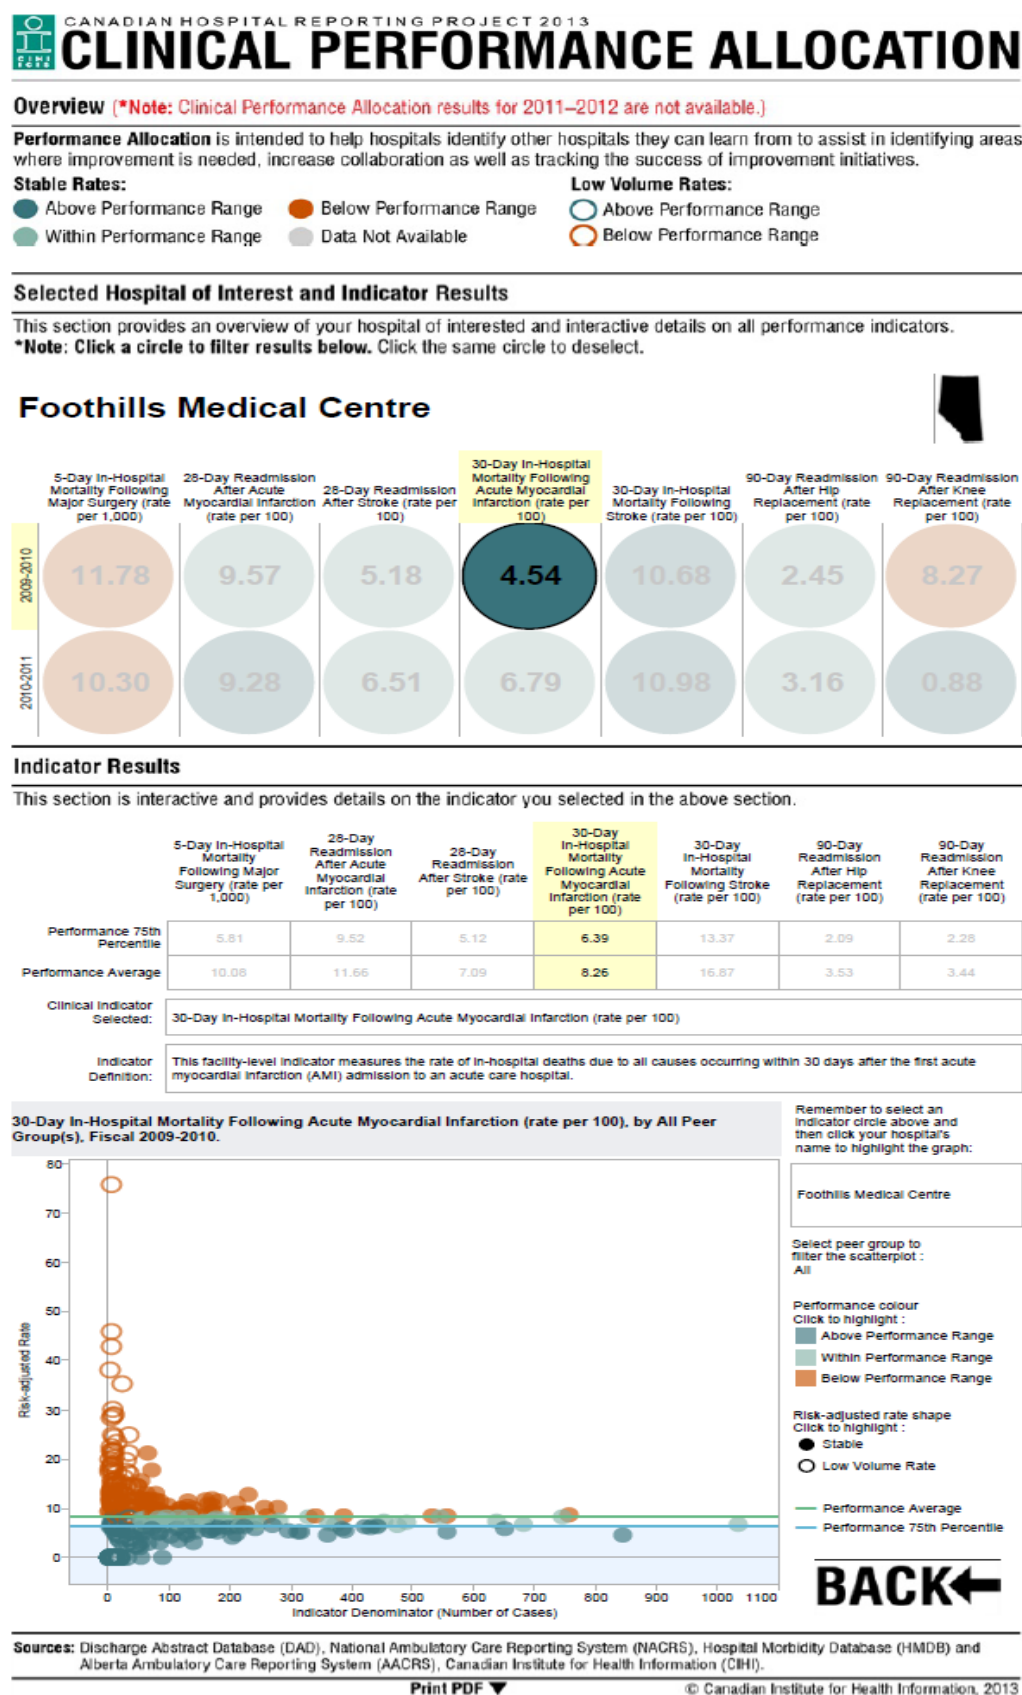 CANADIAN HOSPITAL REPORTING PROJECT 2013
CIHI
ICIS
CLINICAL PERFORMANCE ALLOCATION
Overview (*Note: Clinical Performance Allocation results for 2011–2012 are not available.)
Performance Allocation is intended to help hospitals identify other hospitals they can learn from to assist in identifying areas
where improvement is needed, increase collaboration as well as tracking the success of improvement initiatives.
Stable Rates:
Low Volume Rates:
Above Performance Range
Below Performance Range
Above Performance Range
Within Performance Range
Data Not Available
Below Performance Range
Selected Hospital of Interest and Indicator Results
This section provides an overview of your hospital of interested and interactive details on all performance indicators.
*Note: Click a circle to filter results below. Click the same circle to deselect.
Foothills Medical Centre
5-Day In-Hospital
Mortality Following
Major Surgery (rate
per 1,000)
28-Day Readmission
After Acute
Myocardial Infarction
(rate per 100)
28-Day Readmission
After Stroke (rate per
100)
30-Day In-Hospital
Mortality Following
Acute Myocardial
Infarction (rate per
100)
30-Day In-Hospital
Mortality Following
Stroke (rate per 100)
90-Day Readmission
After Hip
Replacement (rate
per 100)
90-Day Readmission
After Knee
Replacement (rate
per 100)
2009-2010
11.78 9.57 5.18 4.54 10.68 2.45 8.27
2010-2011
10.30 9.28 6.51 6.79 10.98 3.16 0.88
Indicator Results
This section is interactive and provides details on the indicator you selected in the above section.
5-Day In-Hospital
Mortality
Following Major
Surgery (rate per
1,000)
28-Day
Readmission
After Acute
Myocardial
Infarction (rate
per 100)
28-Day
Readmission
After Stroke (rate
per 100)
30-Day
In-Hospital
Mortality
Following Acute
Myocardial
Infarction (rate
per 100)
30-Day
In-Hospital
Mortality
Following Stroke
(rate per 100)
90-Day
Readmission
After Hip
Replacement
(rate per 100)
90-Day
Readmission
After Knee
Replacement
(rate per 100)
Performance 75th
Percentile
5.81 9.52 5.12 6.39 13.37 2.09 2.28
Performance Average
10.08 11.66 7.09 8.26 16.87 3.53 3.44
Clinical Indicator
Selected:
30-Day In-Hospital Mortality Following Acute Myocardial Infarction (rate per 100)
Indicator
Definition:
This facility-level indicator measures the rate of in-hospital deaths due to all causes occurring within 30 days after the first acute
myocardial infarction (AMI) admission to an acute care hospital.
30-Day In-Hospital Mortality Following Acute Myocardial Infarction (rate per 100), by All Peer
Group(s), Fiscal 2009-2010.
Remember to select an
indicator circle above and
then click your hospital's
name to highlight the graph:
Foothills Medical Centre
Select peer group to
filter the scatterplot :
All
Performance colour
Click to highlight :
Above Performance Range
Within Performance Range
Below Performance Range
Risk-adjusted rate shape
Click to highlight :
Stable
Low Volume Rate
Performance Average
Performance 75th Percentile
80
70
60
50
40
30
20
10
0
Risk-adjusted Rate
0 100 200 300 400 500 600 700 800 900 1000 1100
Indicator Denominator (Number of Cases)
BACK
Sources: Discharge Abstract Database (DAD), National Ambulatory Care Reporting System (NACRS), Hospital Morbidity Database (HMDB) and
Alberta Ambulatory Care Reporting System (AACRS), Canadian Institute for Health Information (CIHI).
Print PDF ▼
© Canadian Institute for Health Information, 2013